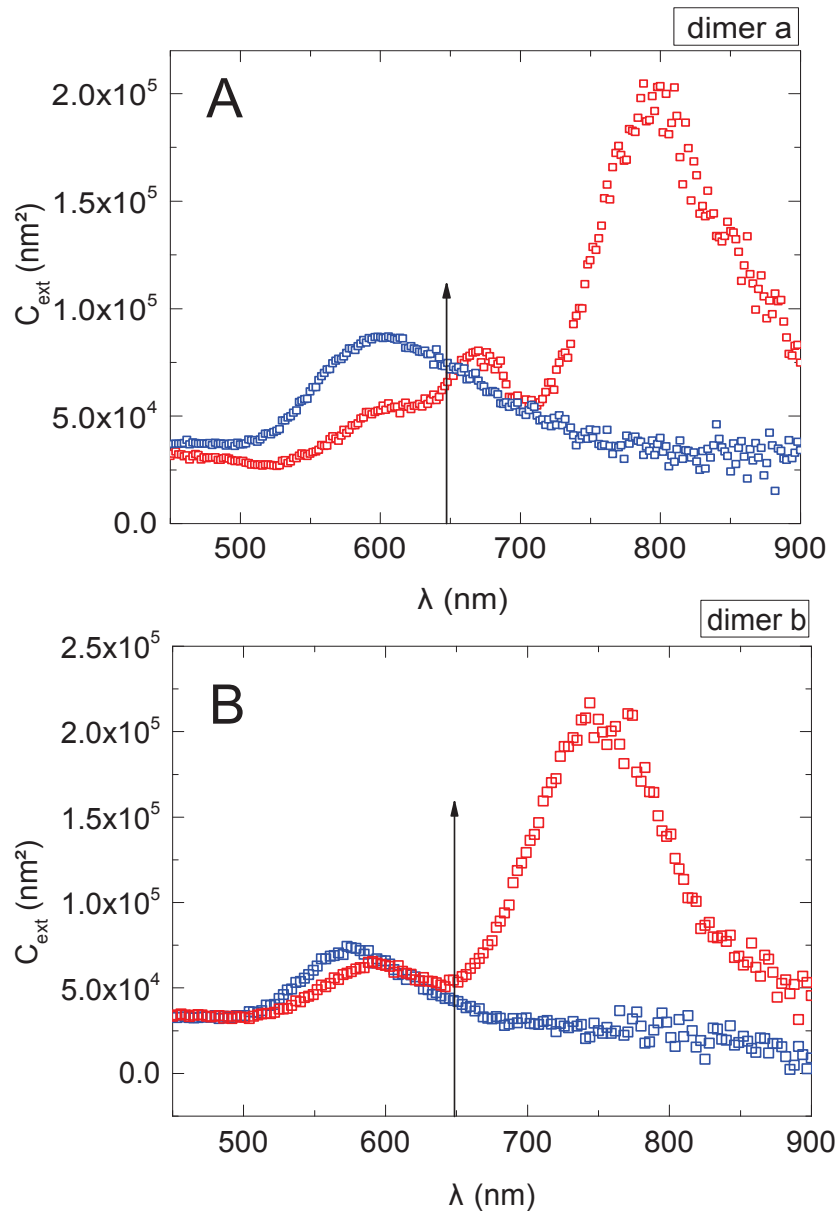 dimer a
A
2.0x10⁵
1.5x10⁵
1.0x10⁵
5.0x10⁴
0.0
C_ext (nm²)
500 600 700 800 900
λ (nm)
dimer b
B
2.5x10⁵
2.0x10⁵
1.5x10⁵
1.0x10⁵
5.0x10⁴
0.0
C_ext (nm²)
500 600 700 800 900
λ (nm)